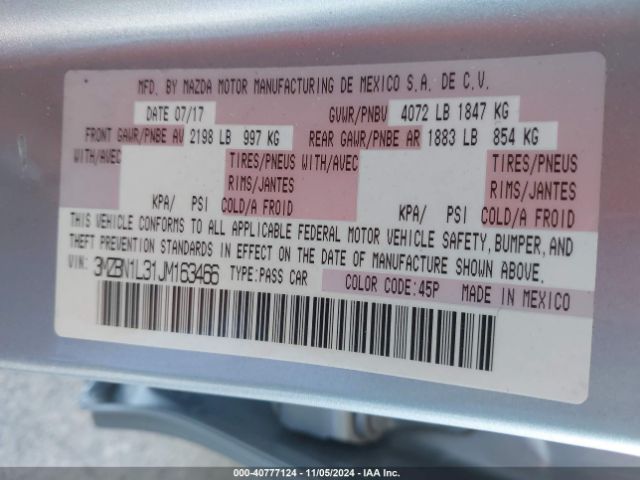 MFD. BY MAZDA MOTOR MANUFACTURING DE MEXICO S.A. DE C.V.
DATE 07/17 GVWR/PNBV 4072 LB 1847 KG
FRONT GAWR/PNBE AV 2198 LB 997 KG REAR GAWR/PNBE AR 1883 LB 854 KG
WITH/AVEC TIRES/PNEUS WITH/AVEC TIRES/PNEUS
RIMS/JANTES RIMS/JANTES
KPA/ PSI COLD/A FROID KPA/ PSI COLD/A FROID
THIS VEHICLE CONFORMS TO ALL APPLICABLE FEDERAL MOTOR VEHICLE SAFETY, BUMPER, AND
THEFT PREVENTION STANDARDS IN EFFECT ON THE DATE OF MANUFACTURE SHOWN ABOVE.
VIN: 3MZBN1L31JM163466 TYPE:PASS CAR COLOR CODE:45P MADE IN MEXICO
000-40777124 - 11/05/2024 - IAA Inc.